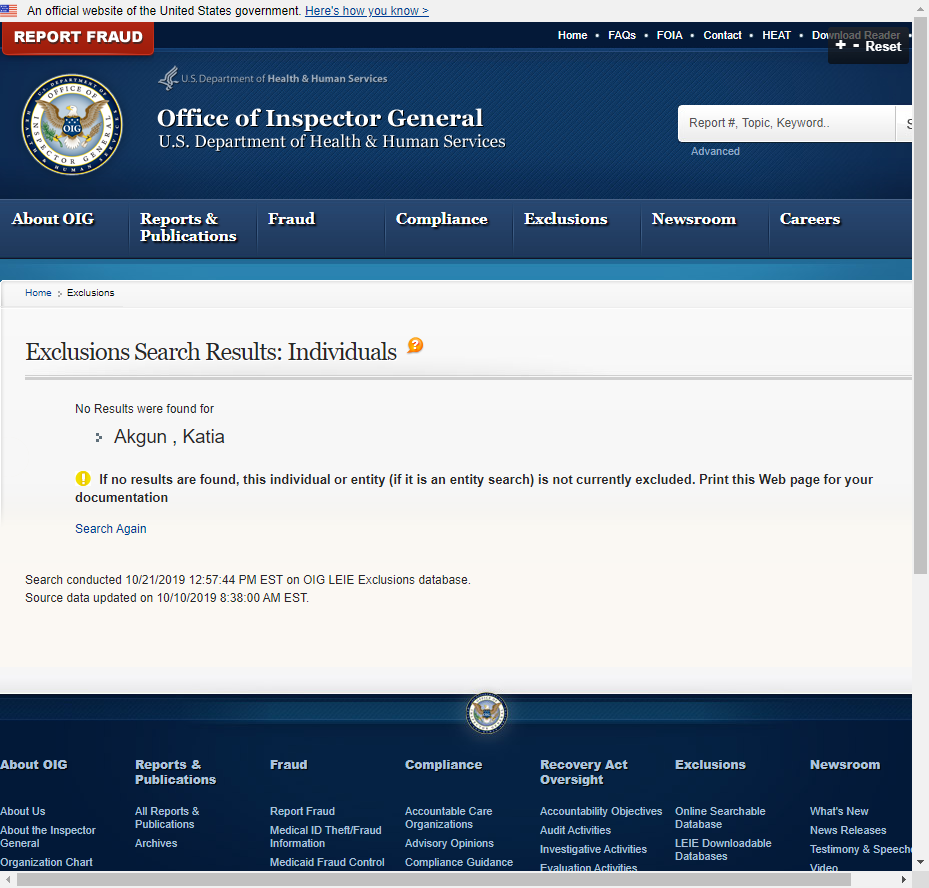 An official website of the United States government. Here's how you know >
REPORT FRAUD
Home • FAQs • FOIA • Contact • HEAT • Download Reader •
+ - Reset
U.S. Department of Health & Human Services
Office of Inspector General
U.S. Department of Health & Human Services
Report #, Topic, Keyword..
S
Advanced
About OIG
Reports &
Publications
Fraud
Compliance
Exclusions
Newsroom
Careers
Home
Exclusions
Exclusions Search Results: Individuals
?
No Results were found for
Akgun , Katia
If no results are found, this individual or entity (if it is an entity search) is not currently excluded. Print this Web page for your
documentation
Search Again
Search conducted 10/21/2019 12:57:44 PM EST on OIG LEIE Exclusions database.
Source data updated on 10/10/2019 8:38:00 AM EST.
About OIG
About Us
About the Inspector
General
Organization Chart
Reports &
Publications
All Reports &
Publications
Archives
Fraud
Report Fraud
Medical ID Theft/Fraud
Information
Medicaid Fraud Control
Compliance
Accountable Care
Organizations
Advisory Opinions
Compliance Guidance
Recovery Act
Oversight
Accountability Objectives
Audit Activities
Investigative Activities
Evaluation Activities
Exclusions
Online Searchable
Database
LEIE Downloadable
Databases
Newsroom
What's New
News Releases
Testimony & Speeche
Video